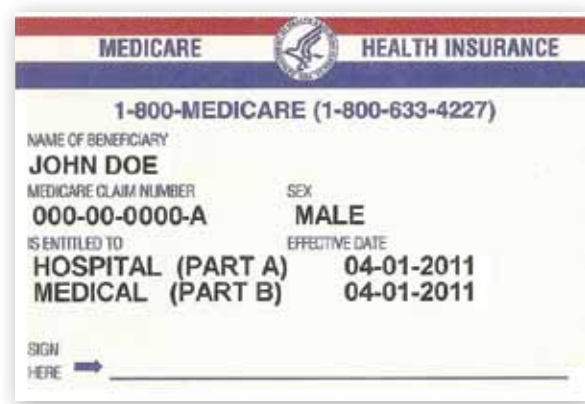 MEDICARE HEALTH INSURANCE
1-800-MEDICARE (1-800-633-4227)
NAME OF BENEFICIARY
JOHN DOE
MEDICARE CLAIM NUMBER SEX
000-00-0000-A MALE
IS ENTITLED TO EFFECTIVE DATE
HOSPITAL (PART A) 04-01-2011
MEDICAL (PART B) 04-01-2011
SIGN
HERE